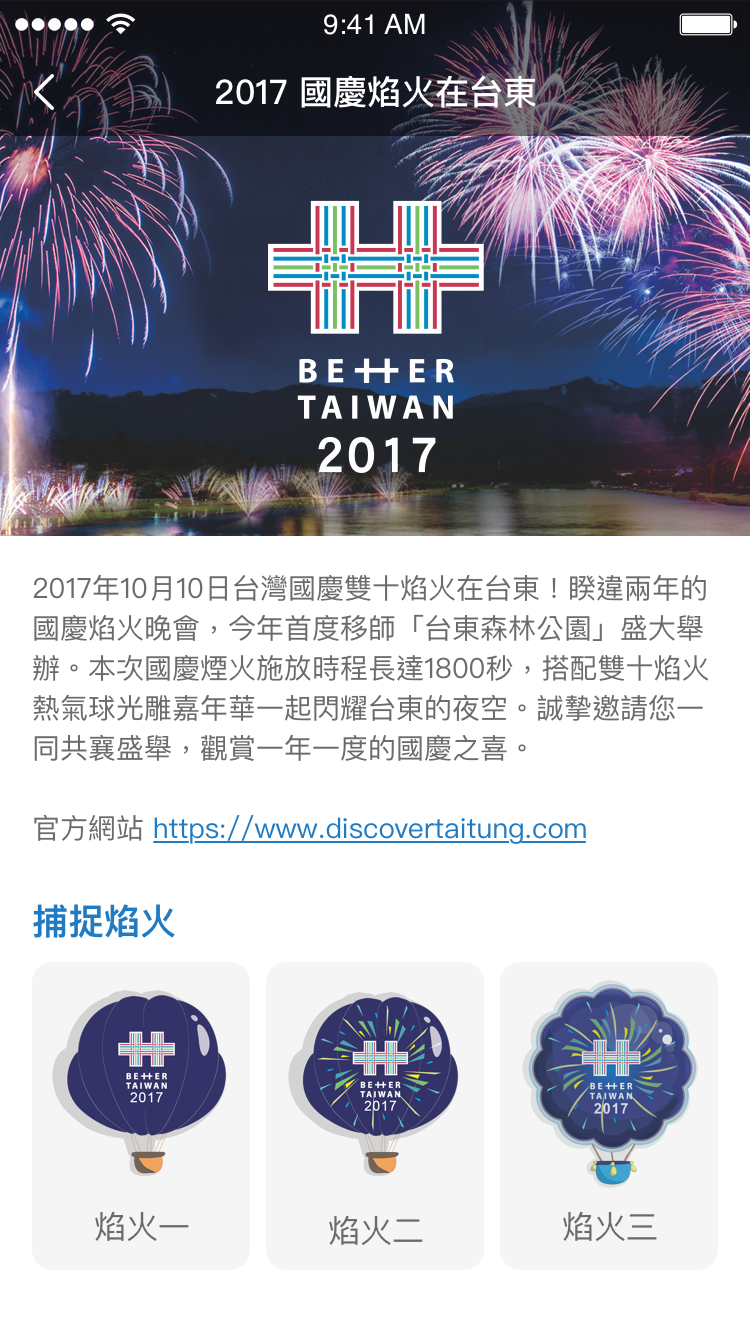 9:41 AM
2017 國慶焰火在台東
BETTER
TAIWAN
2017
2017年10月10日台灣國慶雙十焰火在台東！睽違兩年的
國慶焰火晚會，今年首度移師「台東森林公園」盛大舉
辦。本次國慶煙火施放時程長達1800秒，搭配雙十焰火
熱氣球光雕嘉年華一起閃耀台東的夜空。誠摯邀請您一
同共襄盛舉，觀賞一年一度的國慶之喜。
官方網站 https://www.discovertaitung.com
捕捉焰火
BETTER
TAIWAN
2017
焰火一
BETTER
TAIWAN
2017
焰火二
BETTER
TAIWAN
2017
焰火三